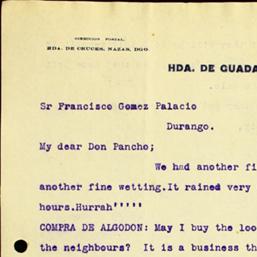 DIRECCION POSTAL,
HDA. DE CRUCES, NAZAS, DGO.
HDA. DE GUADA
Sr Francisco Gomez Palacio
Durango.
My dear Don Pancho;
We had another fi
another fine wetting.It rained very
hours.Hurrah'''''
COMPRA DE ALGODON: May I buy the loo
the neighbours? It is a business th